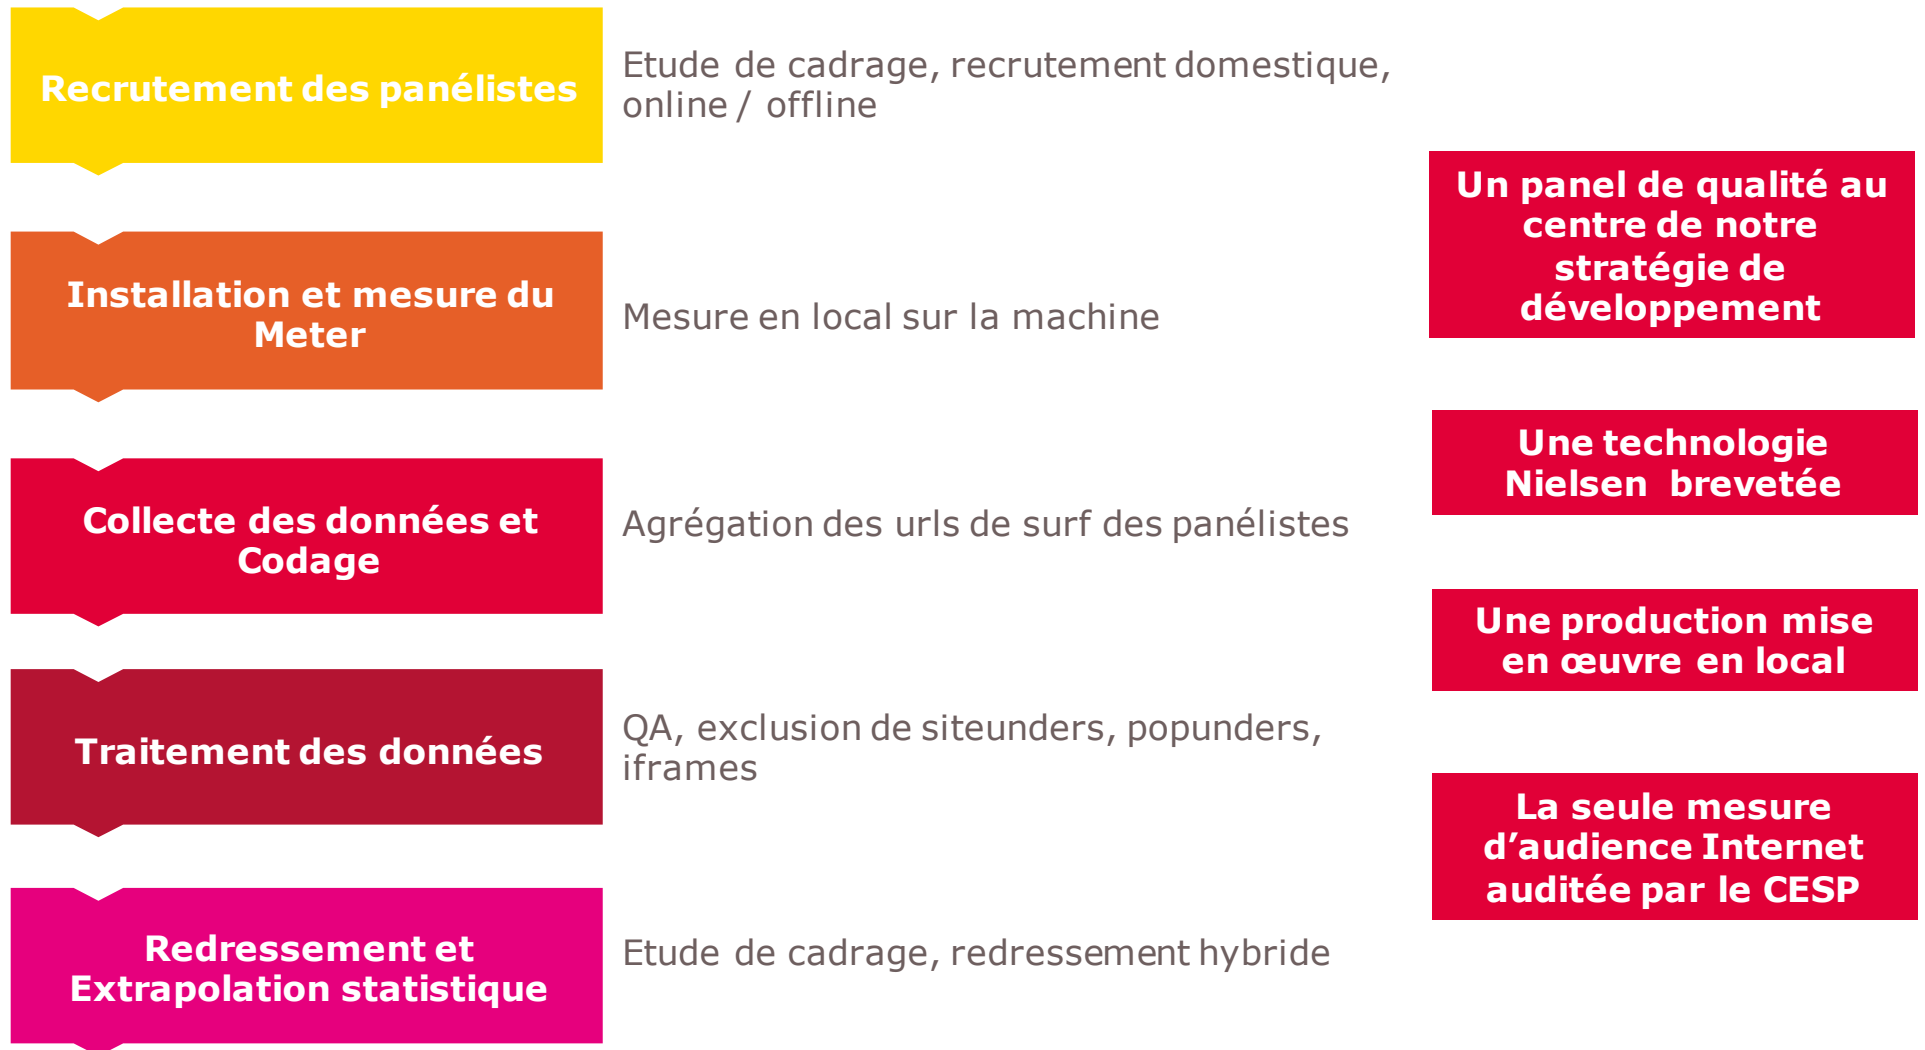 Recrutement des panélistes
Etude de cadrage, recrutement domestique,
online / offline
Installation et mesure du
Meter
Mesure en local sur la machine
Collecte des données et
Codage
Agrégation des urls de surf des panélistes
Traitement des données
QA, exclusion de siteunders, popunders,
iframes
Redressement et
Extrapolation statistique
Etude de cadrage, redressement hybride
Un panel de qualité au
centre de notre
stratégie de
développement
Une technologie
Nielsen brevetée
Une production mise
en œuvre en local
La seule mesure
d’audience Internet
auditée par le CESP